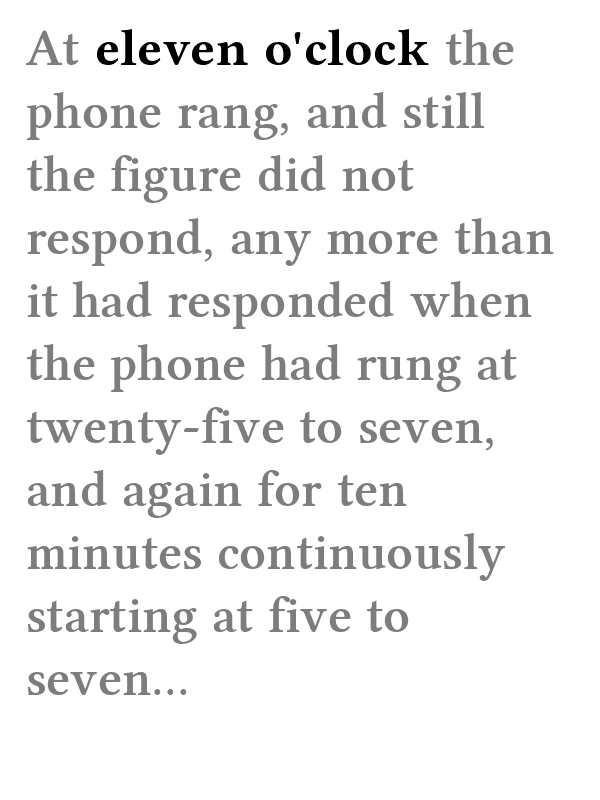 At eleven o'clock the
phone rang, and still
the figure did not
respond, any more than
it had responded when
the phone had rung at
twenty-five to seven,
and again for ten
minutes continuously
starting at five to
seven...